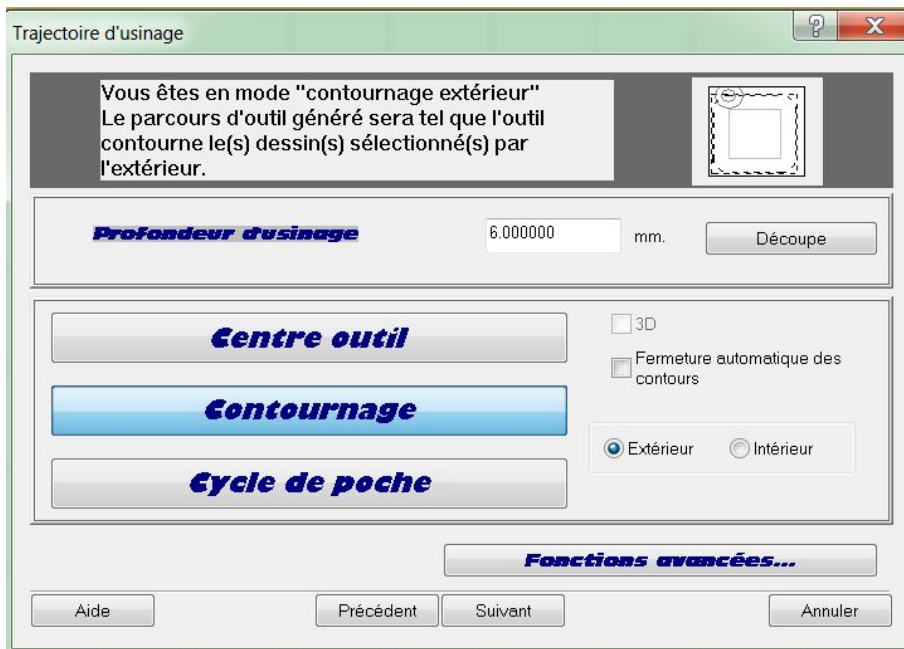 Trajectoire d'usinage
Vous êtes en mode "contournage extérieur"
Le parcours d'outil généré sera tel que l'outil
contourne le(s) dessin(s) sélectionné(s) par
l'extérieur.
Profondeur d'usinage 6.000000 mm. Découpe
Centre outil
3D
Fermeture automatique des
contours
Contournage
Extérieur Intérieur
Cycle de poche
Fonctions avancées...
Aide Précédent Suivant Annuler